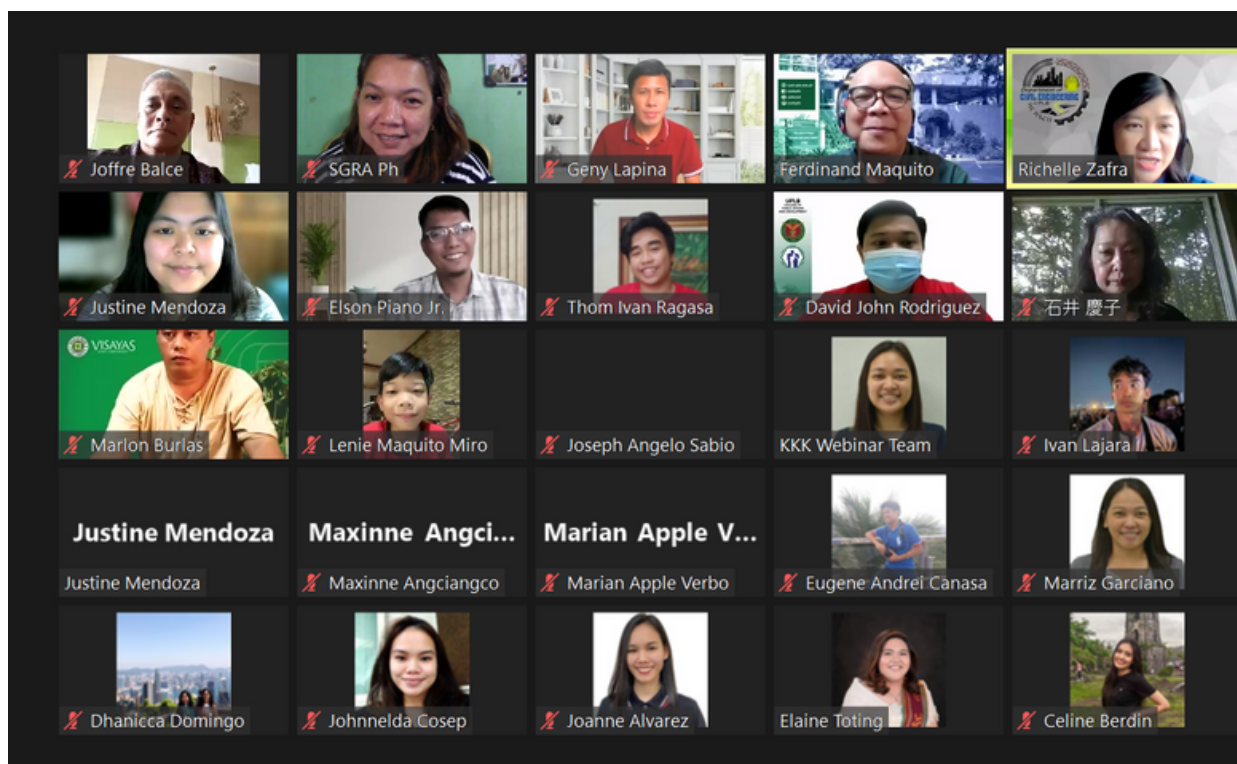 Joffre Balce
SGRA Ph
Geny Lapina
Ferdinand Maquito
CIVIL ENGINEERING
Richelle Zafra
Justine Mendoza
Elson Piano Jr.
Thom Ivan Ragasa
UPLB
David John Rodriguez
石井 慶子
VISAYAS
Marlon Burlas
Lenie Maquito Miro
Joseph Angelo Sabio
KKK Webinar Team
Ivan Lajara
Justine Mendoza
Justine Mendoza
Maxinne Angci...
Maxinne Angciangco
Marian Apple V...
Marian Apple Verbo
Eugene Andrei Canasa
Marriz Garciano
Dhanicca Domingo
Johnnelda Cosep
Joanne Alvarez
Elaine Toting
Celine Berdin